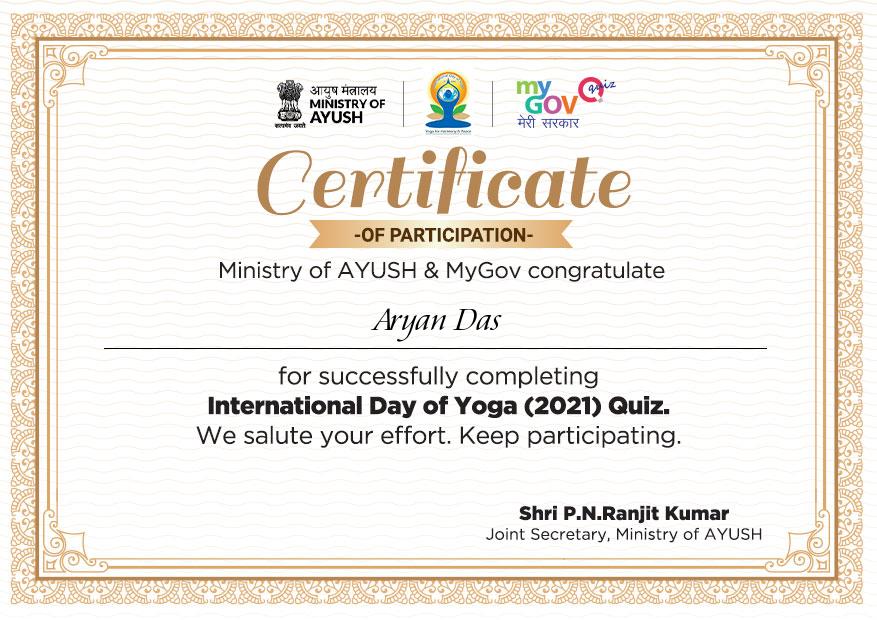 आयुष मंत्रालय
MINISTRY OF
AYUSH
सत्यमेव जयते
Yoga for Harmony & Peace
my
GOV
quiz
मेरी सरकार
Certificate
-OF PARTICIPATION-
Ministry of AYUSH & MyGov congratulate
Aryan Das
for successfully completing
International Day of Yoga (2021) Quiz.
We salute your effort. Keep participating.
Shri P.N.Ranjit Kumar
Joint Secretary, Ministry of AYUSH